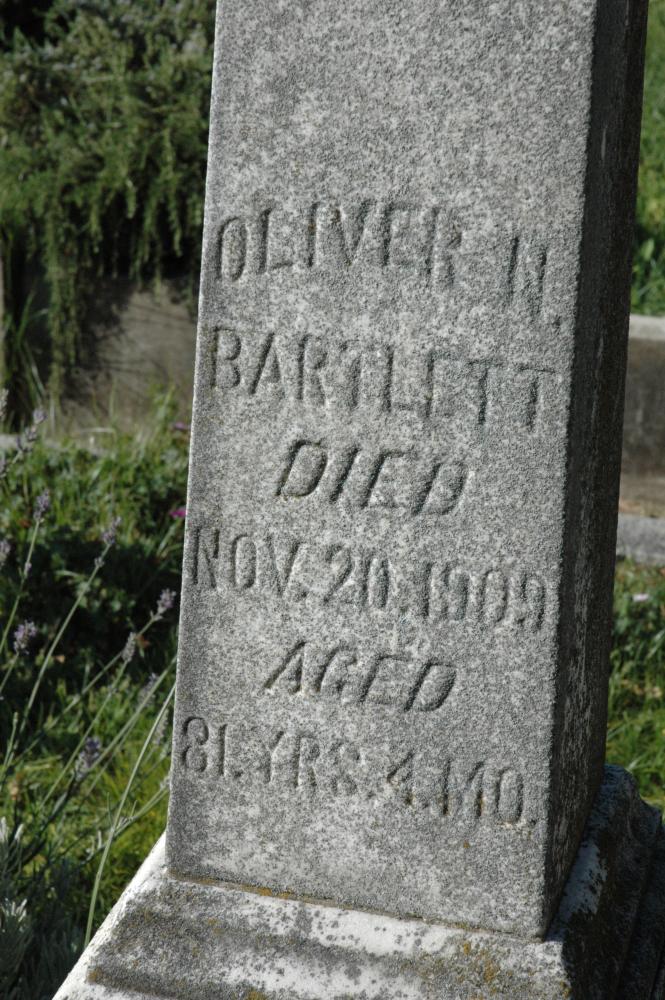 OLIVER N.
BARTLETT
DIED
NOV. 20. 1909
AGED
81. YRS. 4. MO.